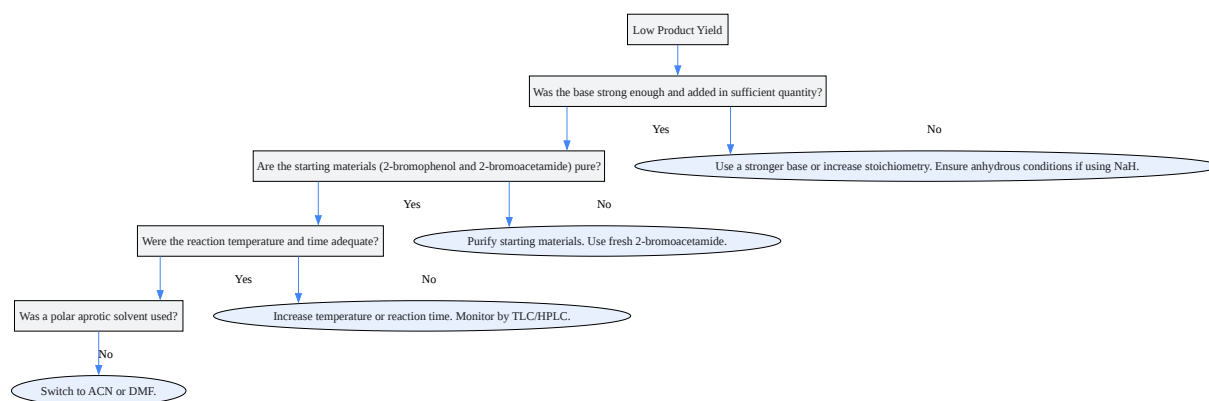 Low Product Yield
Was the base strong enough and added in sufficient quantity?
Yes
No
Are the starting materials (2-bromophenol and 2-bromoacetamide) pure?
Use a stronger base or increase stoichiometry. Ensure anhydrous conditions if using NaH.
Yes
No
Were the reaction temperature and time adequate?
Purify starting materials. Use fresh 2-bromoacetamide.
Yes
No
Was a polar aprotic solvent used?
Increase temperature or reaction time. Monitor by TLC/HPLC.
No
Switch to ACN or DMF.